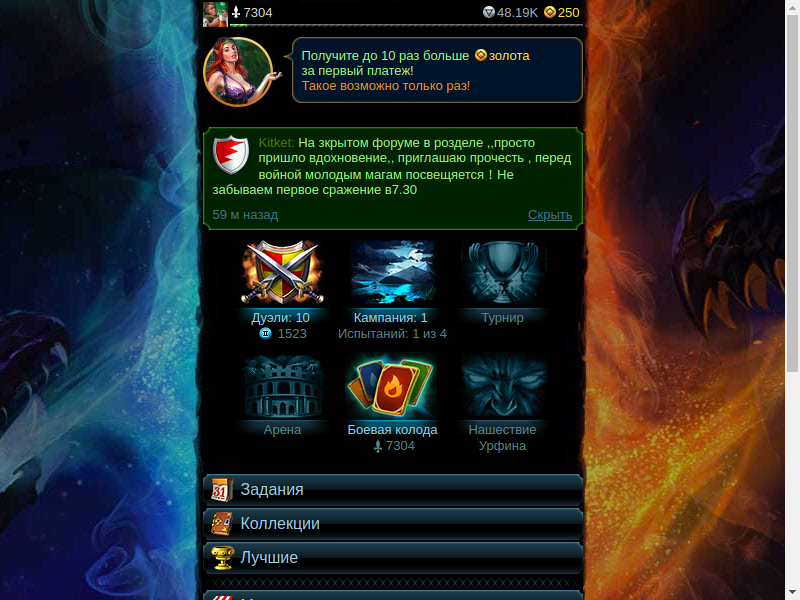 7304 48.19K 250
Получите до 10 раз больше золота
за первый платеж!
Такое возможно только раз!
Kitket: На зкрытом форуме в розделе ,,просто
пришло вдохновение,, приглашаю прочесть , перед
войной молодым магам посвящяется ! Не
забываем первое сражение в7.30
59 м назад Скрыть
Дуэли: 10 Кампания: 1 Турнир
1523 Испытаний: 1 из 4
Арена Боевая колода Нашествие
7304 Урфина
31 Задания
Коллекции
Лучшие